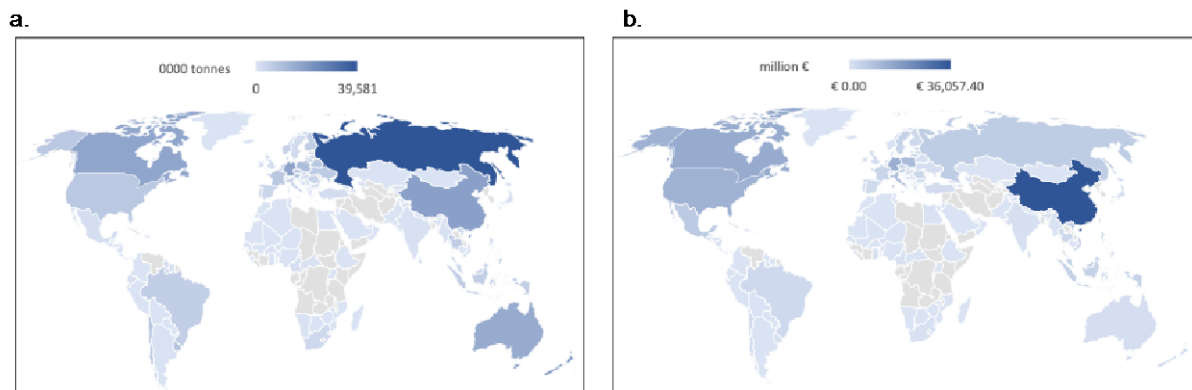 a.
0000 tonnes
0
39,581
b.
million €
€ 0.00
€ 36,057.40